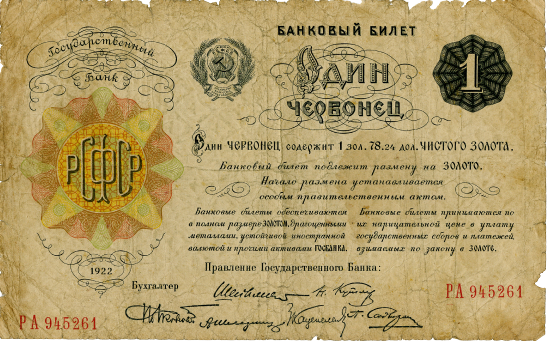 БАНКОВЫЙ БИЛЕТ
Государственный
Банк
ОДИН
ЧЕРВОНЕЦ
1
Один ЧЕРВОНЕЦ содержит 1 зол. 78.24 дол. ЧИСТОГО ЗОЛОТА.
Банковый билет подлежит размену на ЗОЛОТО.
Начало размена устанавливается
особым правительственным актом.
РСФСР
Банковые билеты обеспечиваются
в полном размере ЗОЛОТОМ, драгоценными
металлами, устойчивой иностранной
валютой и прочими активами ГОСБАНКА.
Банковые билеты принимаются по
их нарицательной цене в уплату
государственных сборов и платежей,
взимаемых по закону в ЗОЛОТЕ.
1922
Правление Государственного Банка:
Бухгалтер
РА 945261
РА 945261